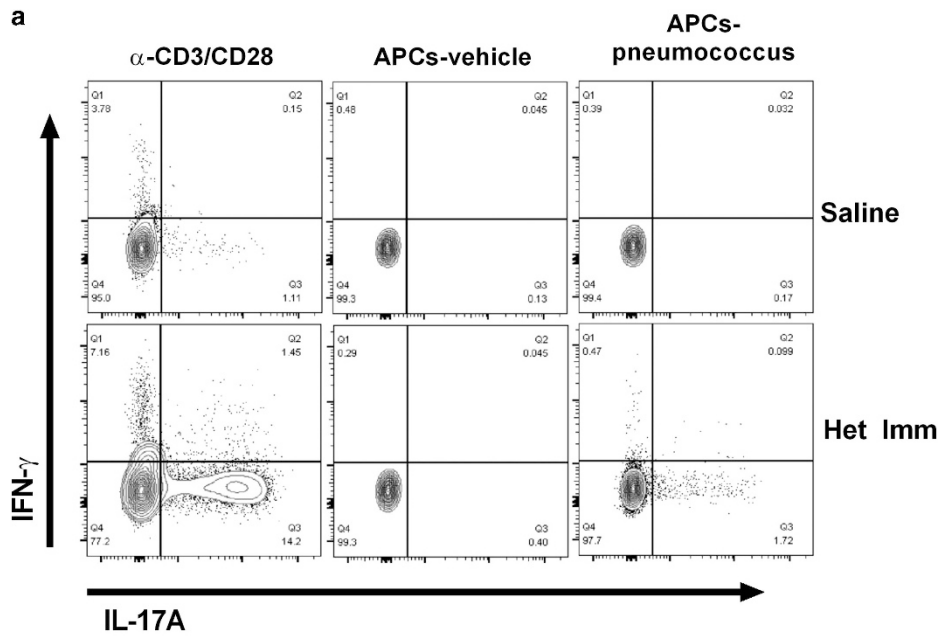 a
α-CD3/CD28
APCs-vehicle
APCs-
pneumococcus
Q1
3.78
Q2
0.15
Q4
95.0
Q3
1.11
Q1
0.48
Q2
0.045
Q4
99.3
Q3
0.13
Q1
0.39
Q2
0.032
Q4
99.4
Q3
0.17
Saline
Q1
7.16
Q2
1.45
Q4
77.2
Q3
14.2
Q1
0.29
Q2
0.045
Q4
99.3
Q3
0.40
Q1
0.47
Q2
0.099
Q4
97.7
Q3
1.72
Het Imm
IFN-γ
IL-17A